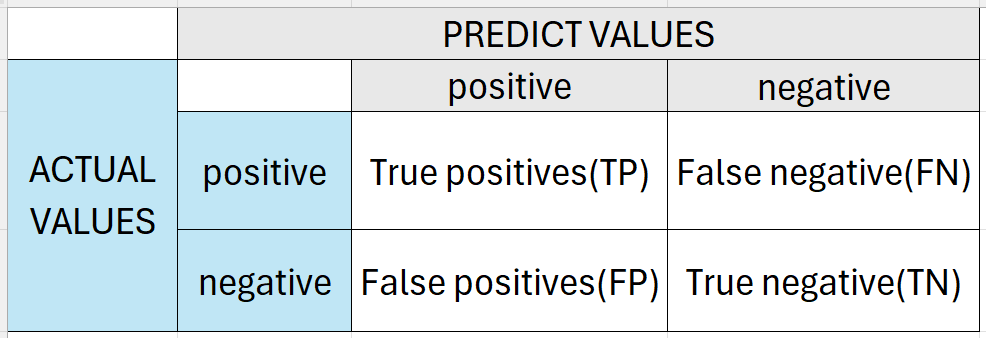 PREDICT VALUES
positive
negative
ACTUAL
VALUES
positive
True positives(TP)
False negative(FN)
negative
False positives(FP)
True negative(TN)